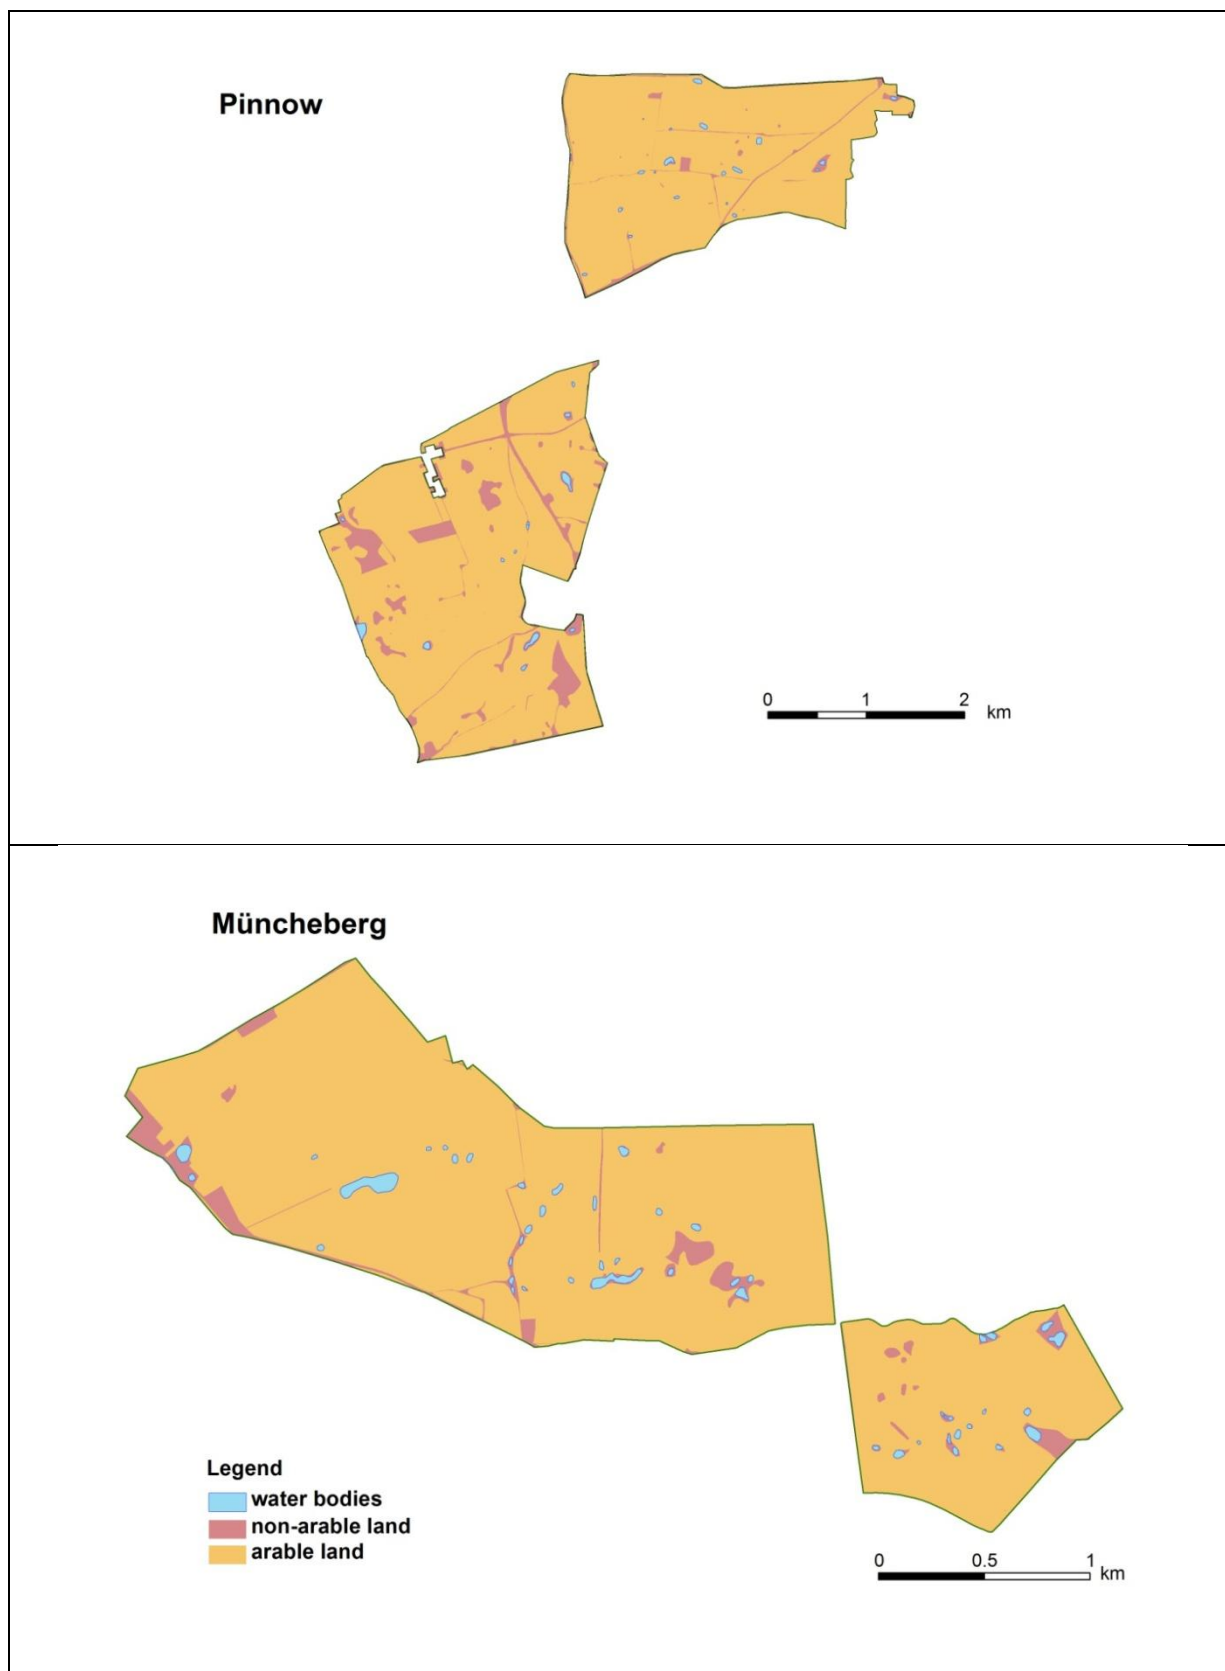 Pinnow
0 1 2
km
Müncheberg
Legend
water bodies
non-arable land
arable land
0 0.5 1
km